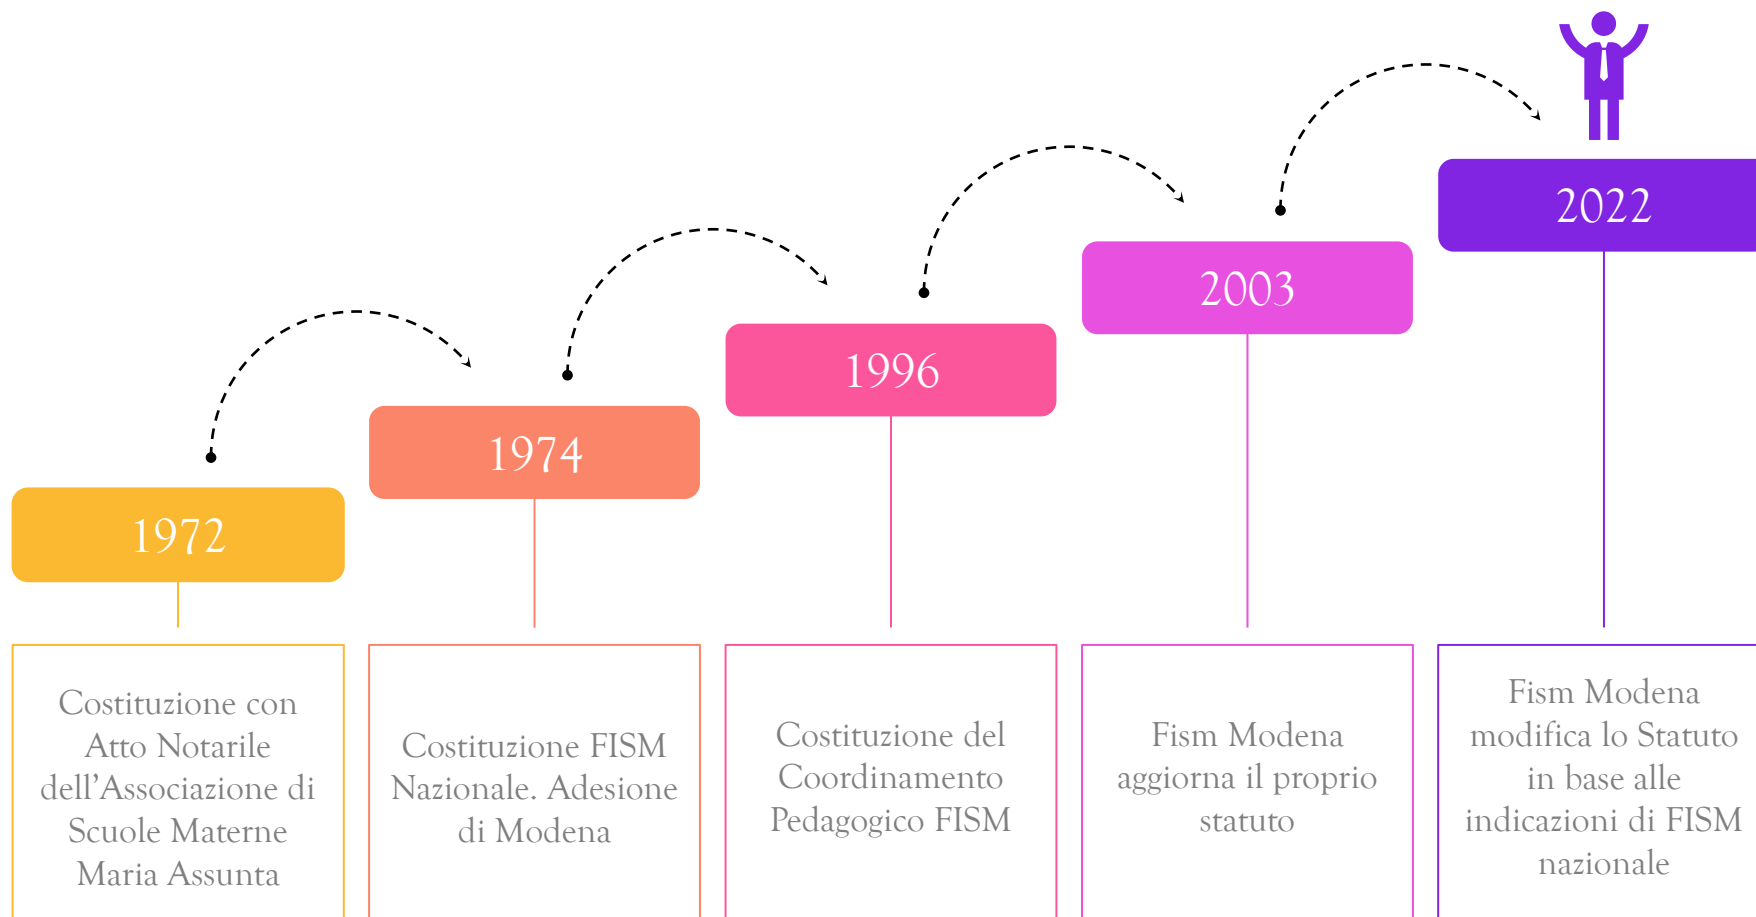 1972
Costituzione con
Atto Notarile
dell’Associazione di
Scuole Materne
Maria Assunta
1974
Costituzione FISM
Nazionale. Adesione
di Modena
1996
Costituzione del
Coordinamento
Pedagogico FISM
2003
Fism Modena
aggiorna il proprio
statuto
2022
Fism Modena
modifica lo Statuto
in base alle
indicazioni di FISM
nazionale